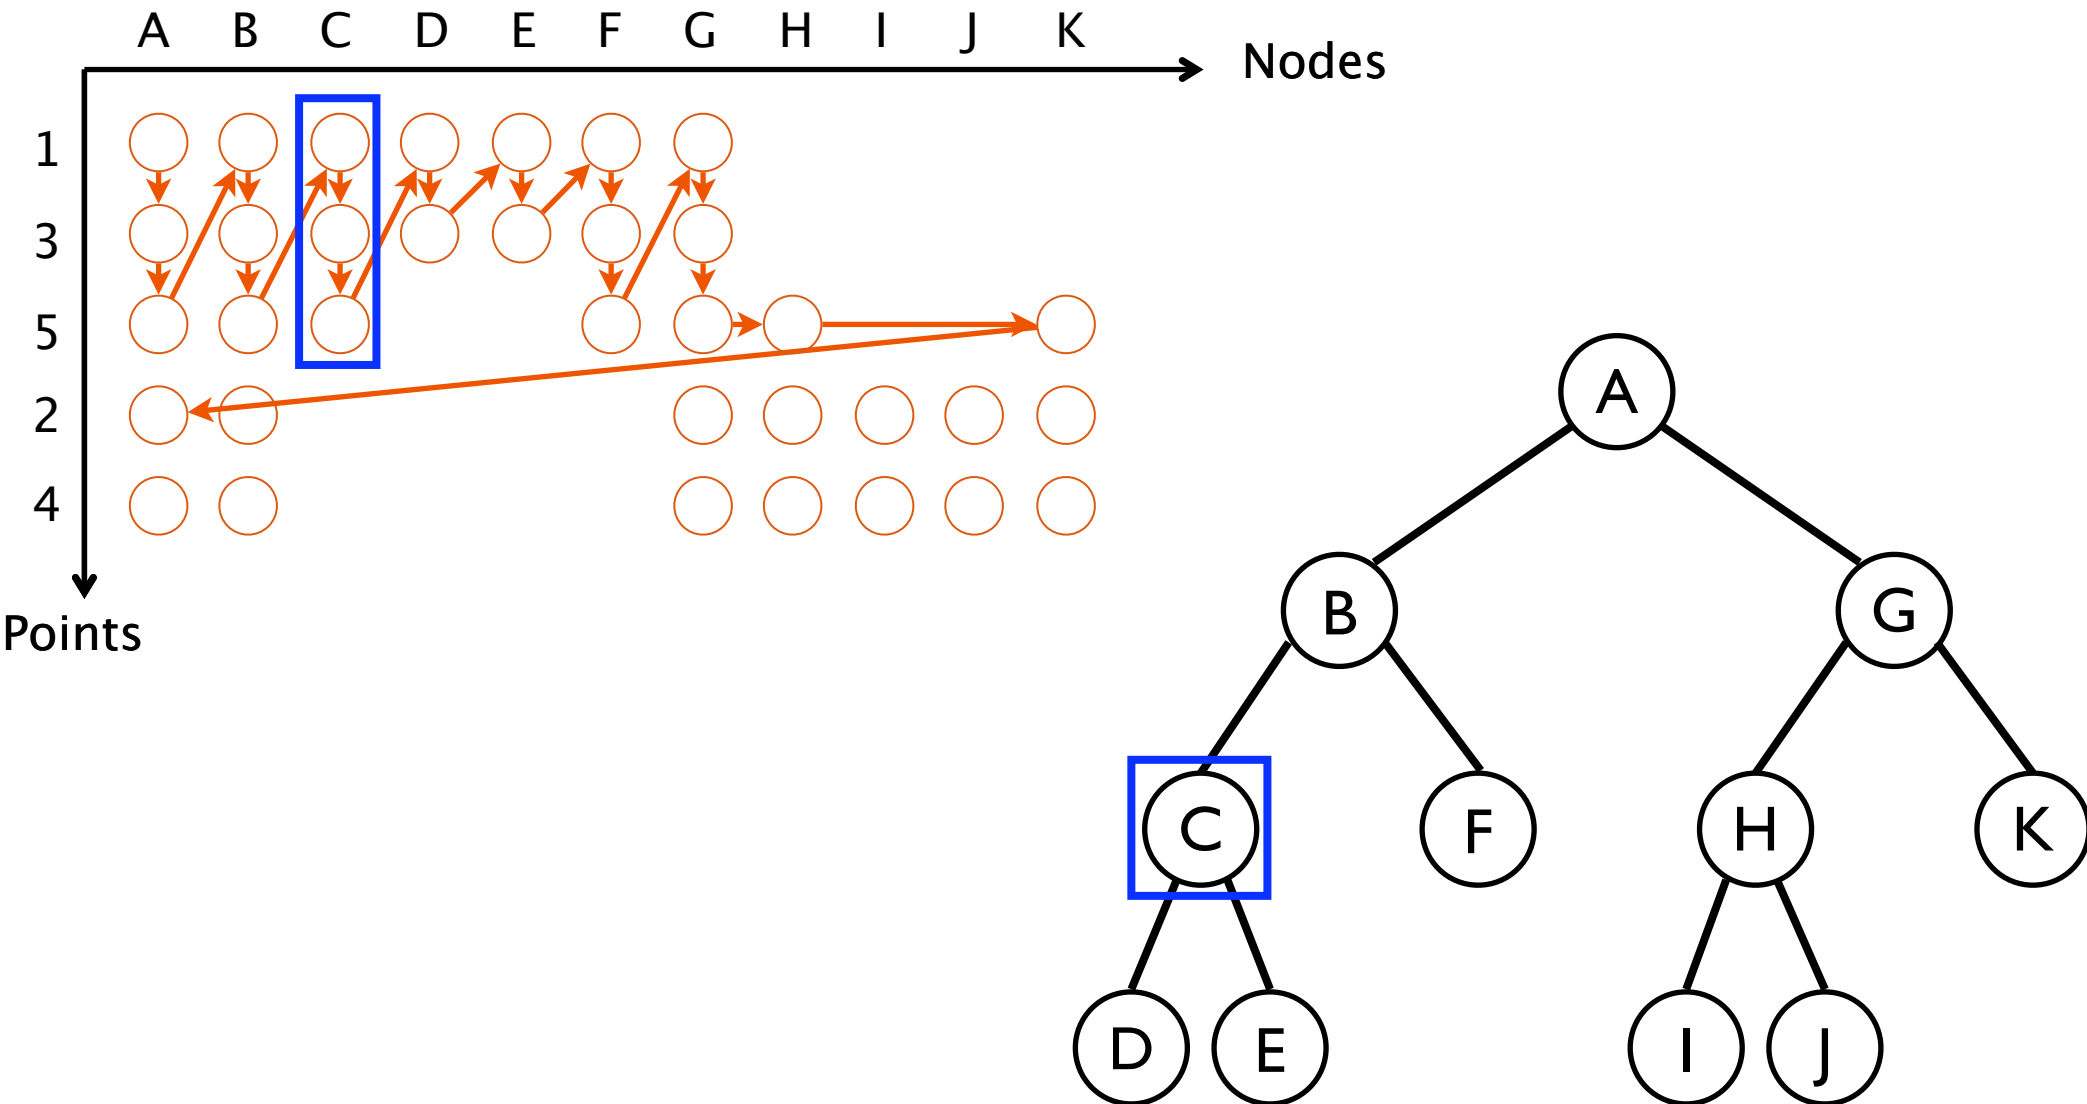 A B C D E F G H I J K
Nodes
1
3
5
2
4
Points
A
B G
C F H K
D E I J